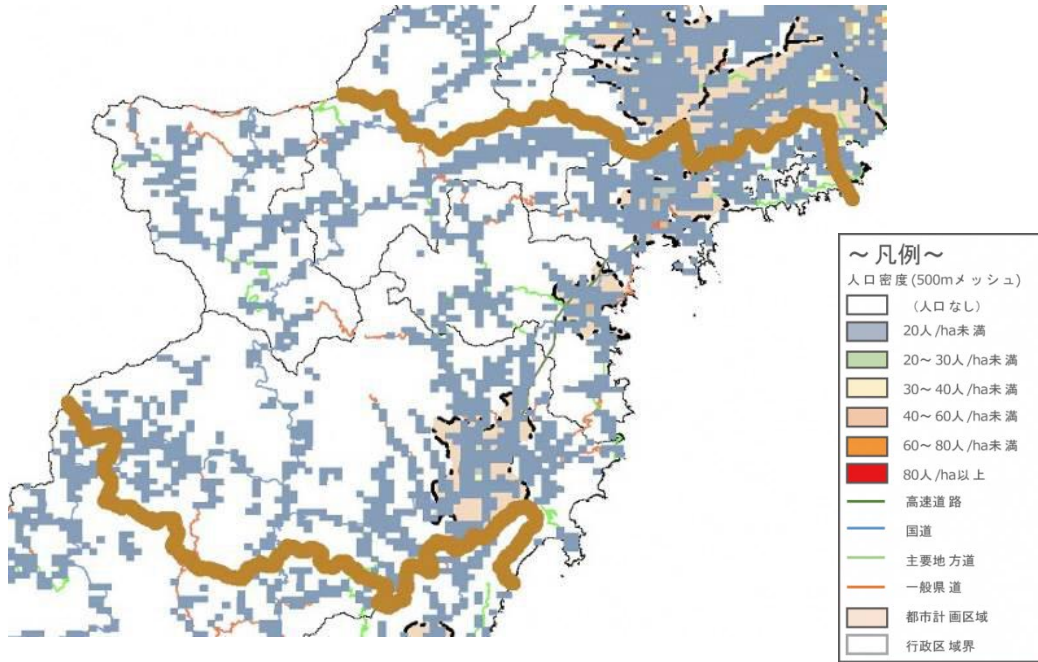 ~凡例~
人口密度(500mメッシュ)
(人口なし)
20人/ha未満
20~30人/ha未満
30~40人/ha未満
40~60人/ha未満
60~80人/ha未満
80人/ha以上
高速道路
国道
主要地方道
一般県道
都市計画区域
行政区域界